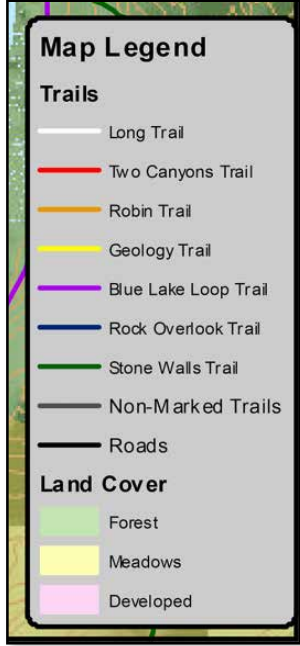 Map Legend
Trails
Long Trail
Two Canyons Trail
Robin Trail
Geology Trail
Blue Lake Loop Trail
Rock Overlook Trail
Stone Walls Trail
Non-Marked Trails
Roads
Land Cover
Forest
Meadows
Developed